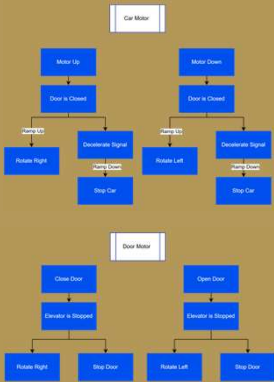 Car Motor
Motor Up
Motor Down
Door is Closed
Door is Closed
Ramp Up
Ramp Up
Rotate Right
Decelerate Signal
Rotate Left
Decelerate Signal
Ramp Down
Ramp Down
Stop Car
Stop Car
Door Motor
Close Door
Open Door
Elevator is Stopped
Elevator is Stopped
Rotate Right
Stop Door
Rotate Left
Stop Door